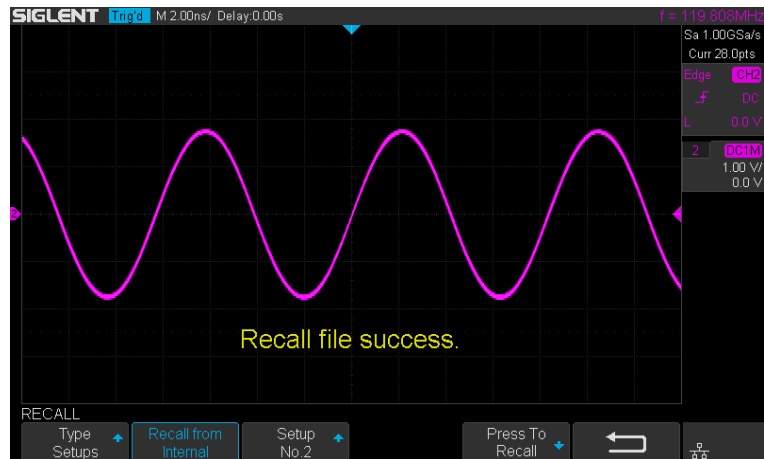 SIGLENT Trig'd M 2.00ns/ Delay:0.00s f = 119.808MHz
Sa 1.00GSa/s
Curr 28.0pts
Edge CH2
DC
L 0.0 V
2 DC1M
1.00 V/
0.0 V
2
Recall file success.
RECALL
Type Setups
Recall from Internal
Setup No.2
Press To Recall